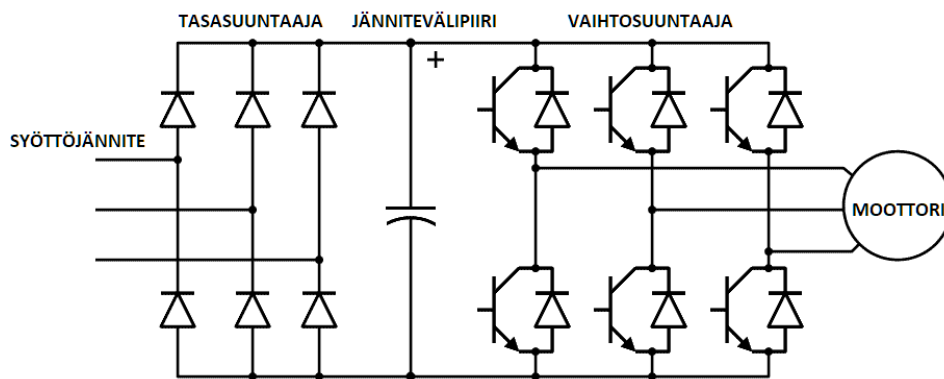 TASASUUNTAAJA JÄNNITEVÄLIPIIRI VAIHTOSUUNTAAJA
+
SYÖTTÖJÄNNITE
MOOTTORI